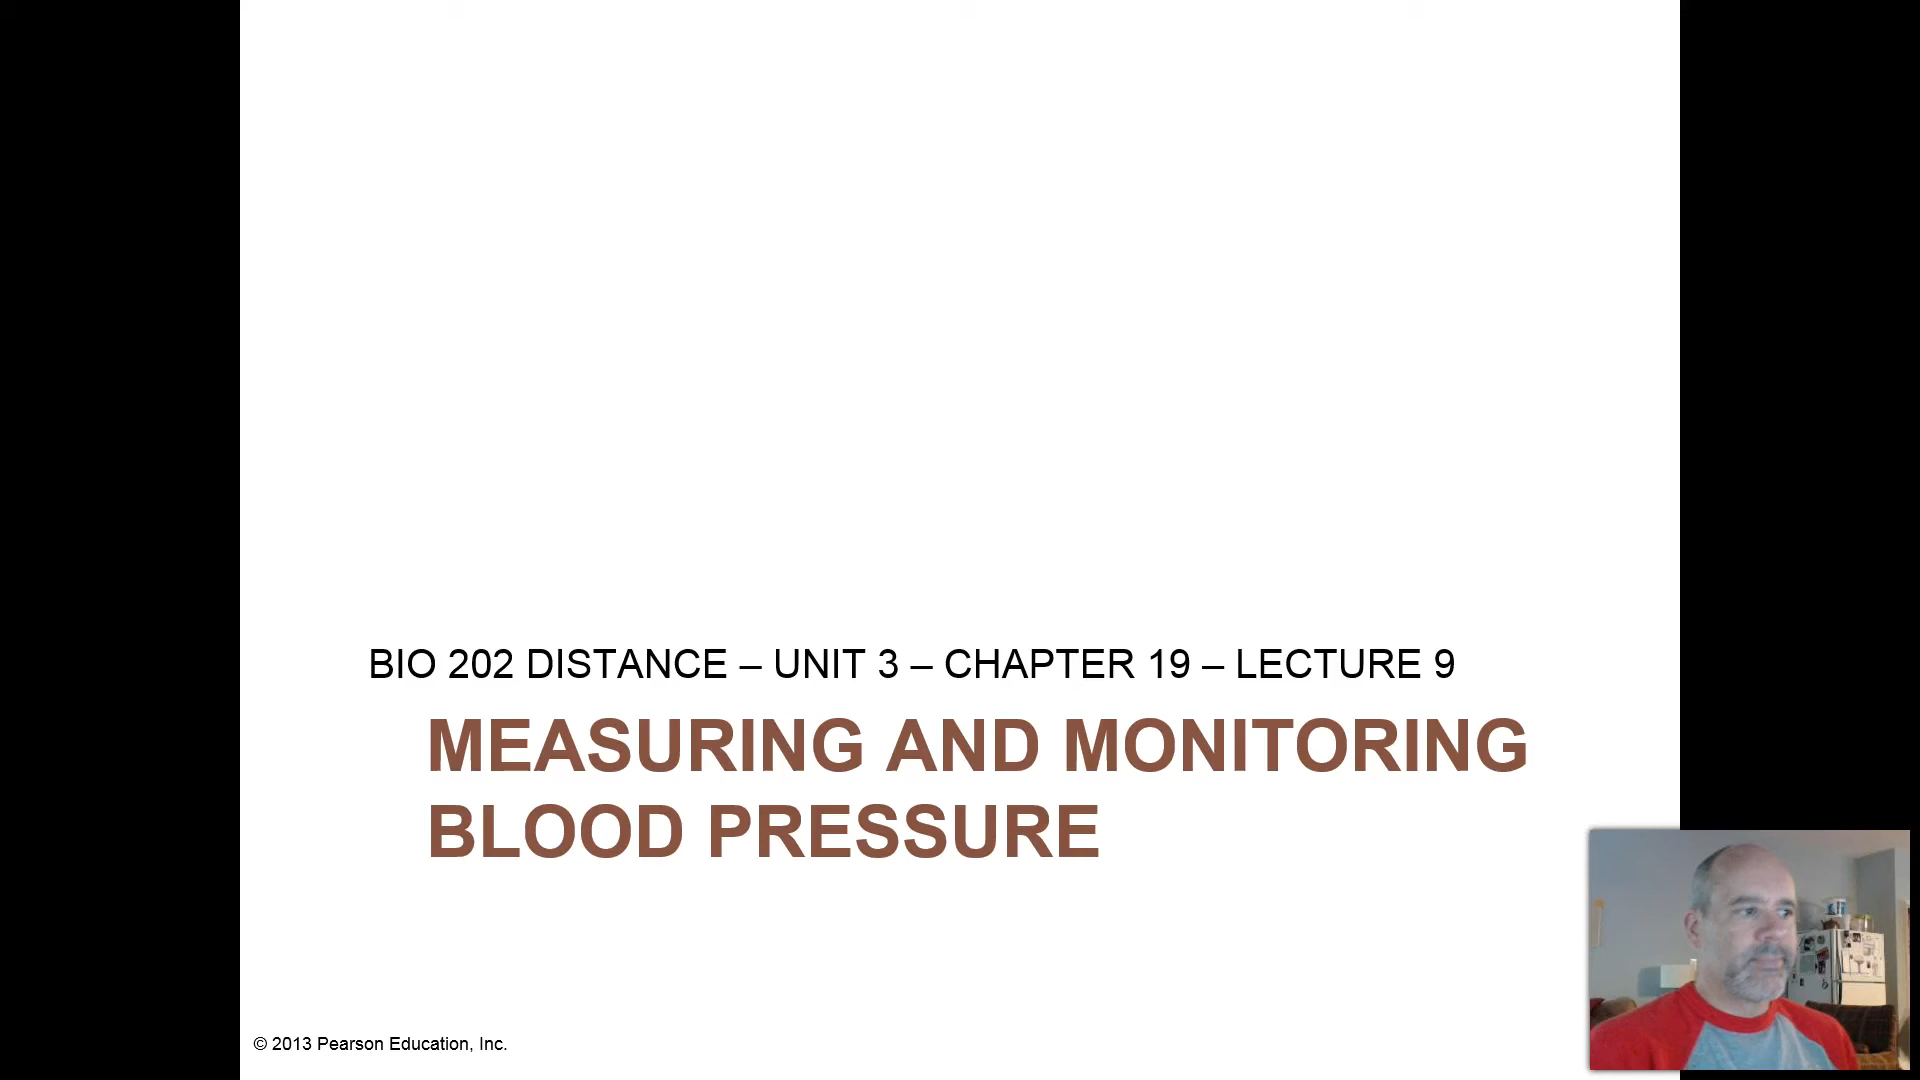 BIO 202 DISTANCE – UNIT 3 – CHAPTER 19 – LECTURE 9
MEASURING AND MONITORING
BLOOD PRESSURE
© 2013 Pearson Education, Inc.